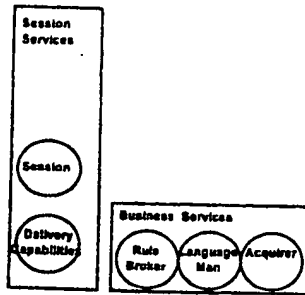 Session
Services
Session
Delivery
Capabilities
Business Services
Rule
Broker
Language
Man
Acquirer